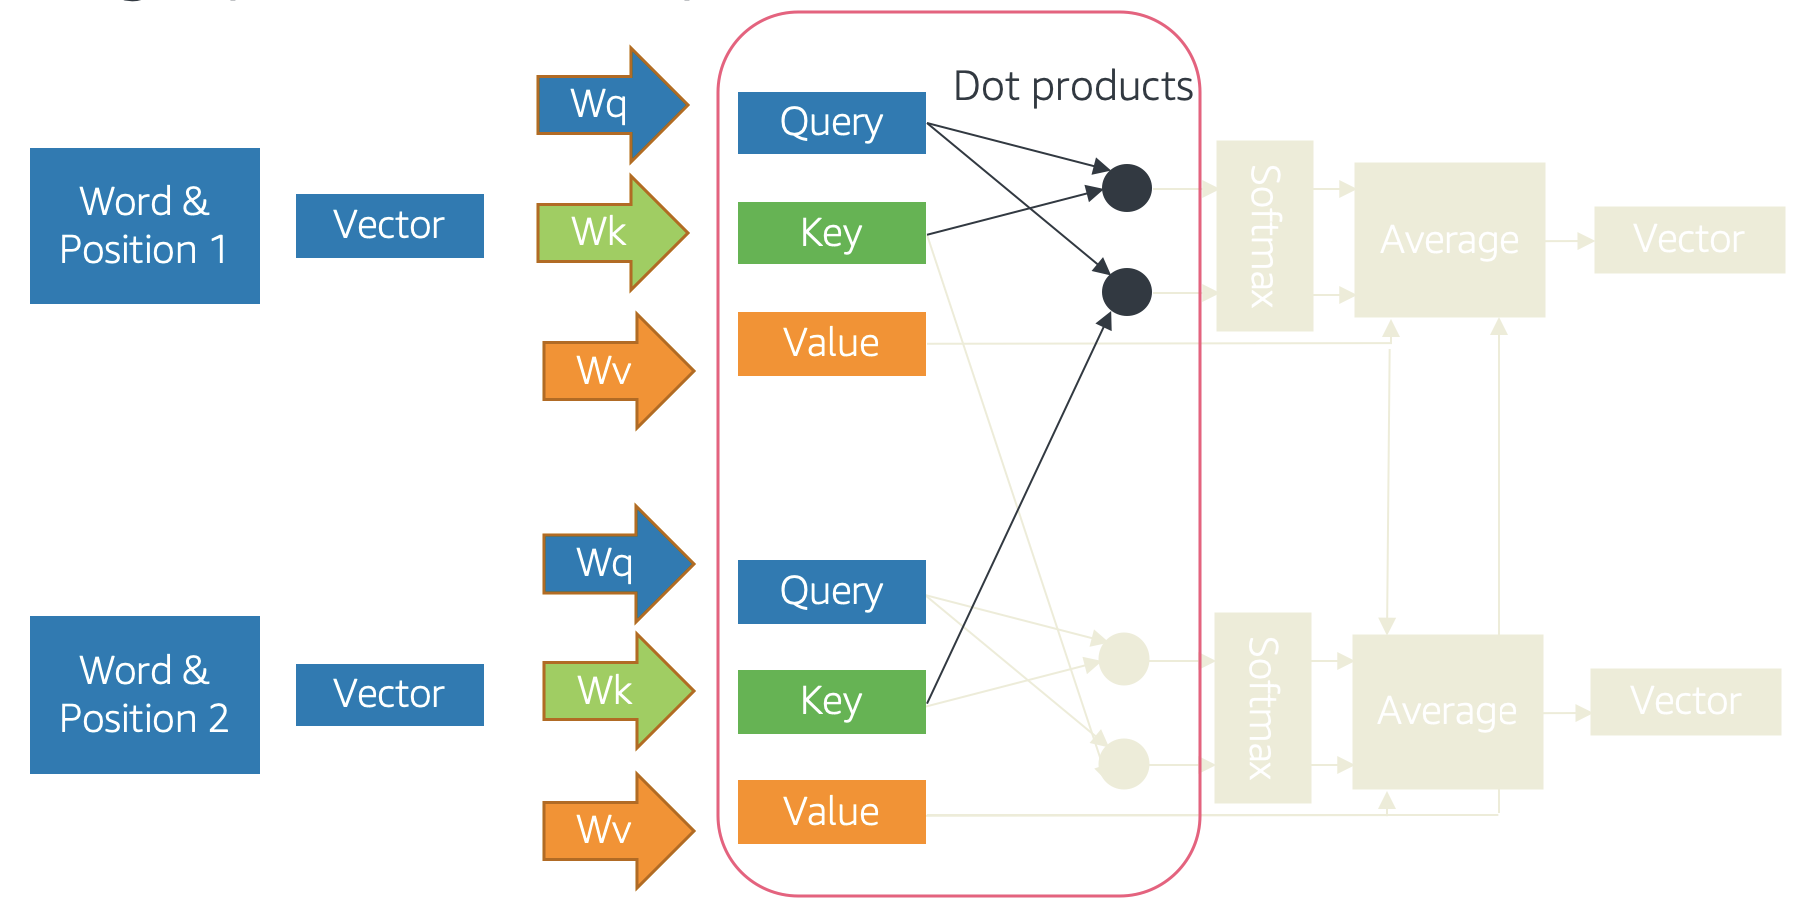 Dot products
Wq
Query
Word &
Position 1
Vector
Wk
Key
Wv
Value
Softmax
Average
Vector
Wq
Query
Word &
Position 2
Vector
Wk
Key
Wv
Value
Softmax
Average
Vector